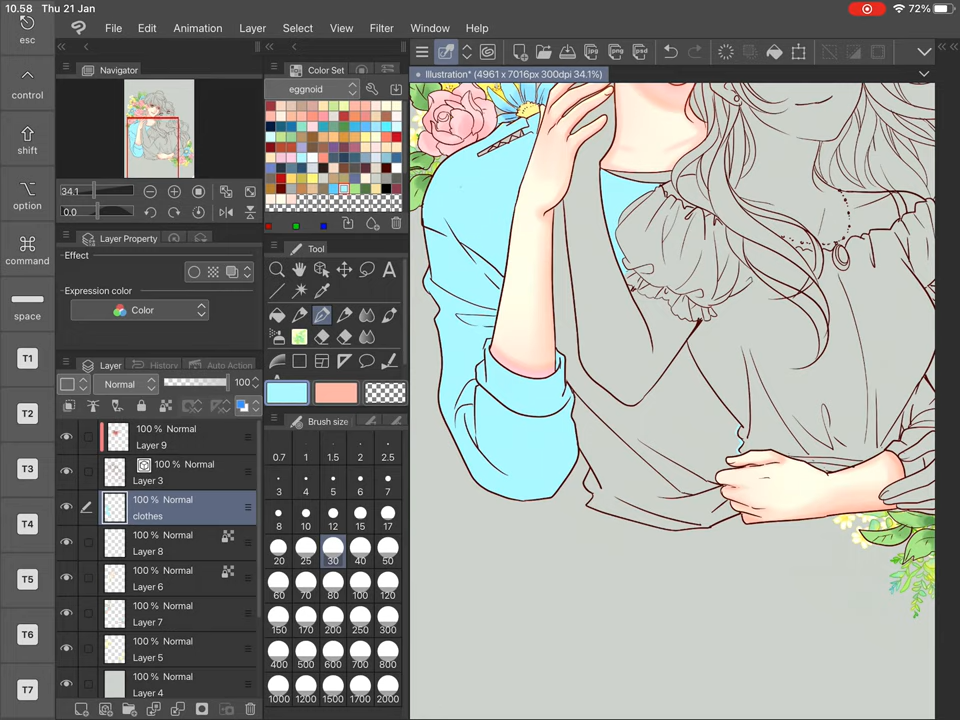 10.58 Thu 21 Jan
72%
esc
control
shift
option
command
space
T1
T2
T3
T4
T5
T6
T7
File Edit Animation Layer Select View Filter Window Help
Navigator
34.1
0.0
Layer Property
Effect
Expression color
Color
Layer History Auto Action
Normal 100
100 % Normal
Layer 9
100 % Normal
Layer 3
100 % Normal
clothes
100 % Normal
Layer 8
100 % Normal
Layer 6
100 % Normal
Layer 7
100 % Normal
Layer 5
100 % Normal
Layer 4
Color Set
eggnoid
Tool
A
Brush size
0.7 1 1.5 2 2.5
3 4 5 6 7
8 10 12 15 17
20 25 30 40 50
60 70 80 100 120
150 170 200 250 300
400 500 600 700 800
1000 1200 1500 1700 2000
jpg png psd
Illustration* (4961 x 7016px 300dpi 34.1%)